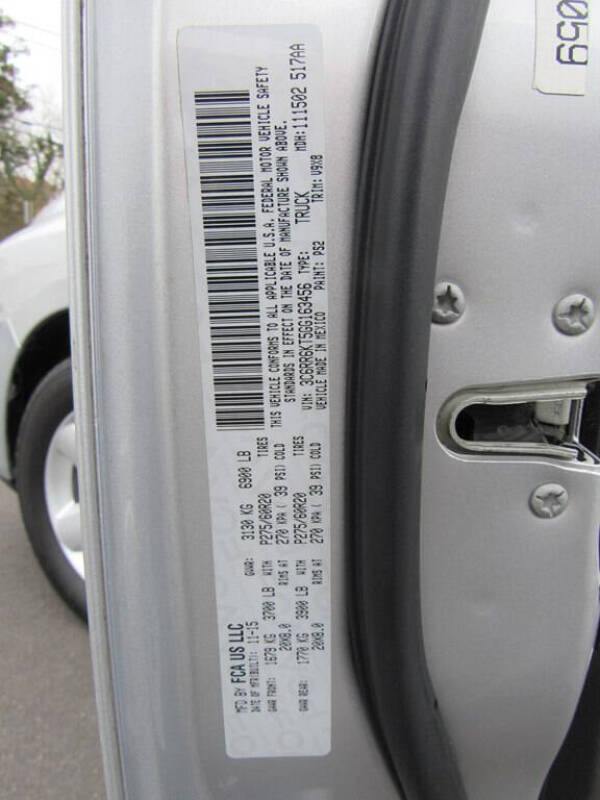 MFD BY FCA US LLC
DATE OF MFR(BUILT): 11-15
GVWR: 3130 KG 6900 LB
GAWR FRONT: 1679 KG 3700 LB WITH P275/60R20 TIRES
20X8.0 RIMS AT 270 KPA ( 39 PSI) COLD
GAWR REAR: 1770 KG 3900 LB WITH P275/60R20 TIRES
20X8.0 RIMS AT 270 KPA ( 39 PSI) COLD
THIS VEHICLE CONFORMS TO ALL APPLICABLE U.S.A. FEDERAL MOTOR VEHICLE SAFETY
STANDARDS IN EFFECT ON THE DATE OF MANUFACTURE SHOWN ABOVE.
VIN: 3C6RR6KT5GG163456 TYPE: TRUCK MDH:111502 517AA
VEHICLE MADE IN MEXICO PAINT: PS2 TRIM: V9X8